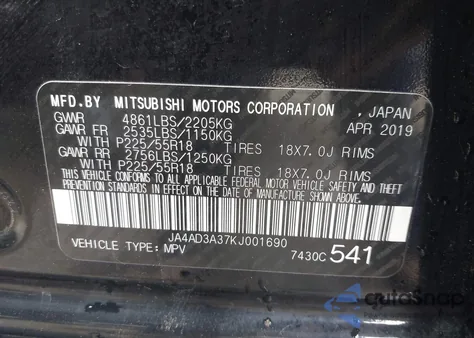 MFD.BY MITSUBISHI MOTORS CORPORATION , JAPAN
GVWR 4861LBS/2205KG APR 2019
GAWR FR 2535LBS/1150KG
WITH P225/55R18 TIRES 18X7.0J RIMS
GAWR RR 2756LBS/1250KG
WITH P225/55R18 TIRES 18X7.0J RIMS
THIS VEHICLE CONFORMS TO ALL APPLICABLE FEDERAL MOTOR VEHICLE SAFETY AND THEFT
PREVENTION STANDARDS IN EFFECT ON THE DATE OF MANUFACTURE SHOWN ABOVE.
JA4AD3A37KJ001690
VEHICLE TYPE: MPV 7430C 541
autoSnap